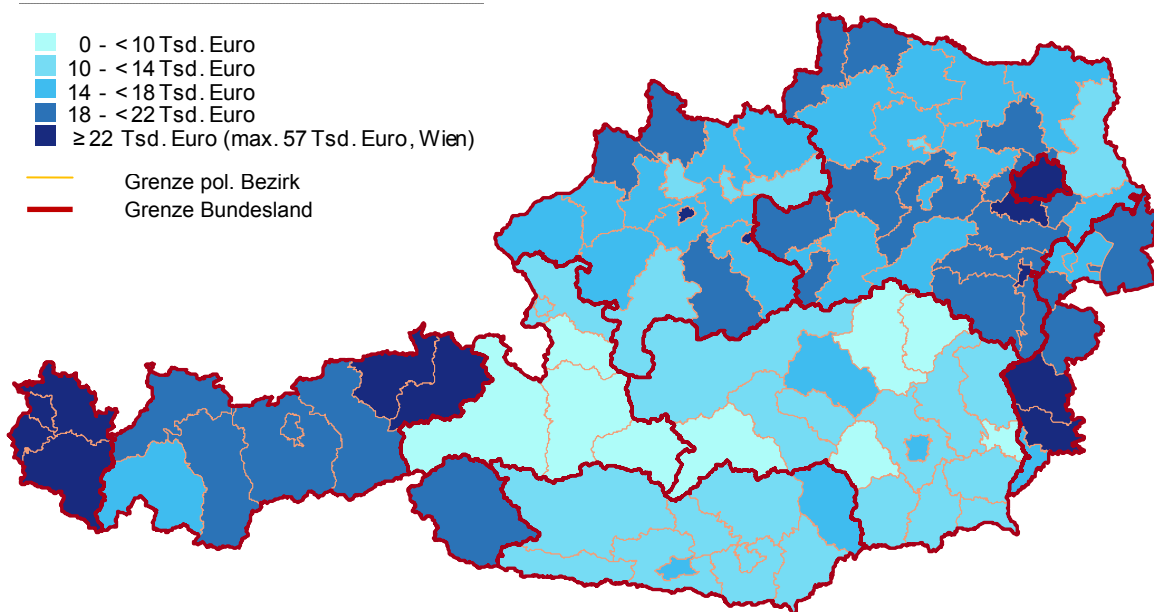 0 - < 10 Tsd. Euro
10 - < 14 Tsd. Euro
14 - < 18 Tsd. Euro
18 - < 22 Tsd. Euro
≥ 22 Tsd. Euro (max. 57 Tsd. Euro, Wien)
Grenze pol. Bezirk
Grenze Bundesland